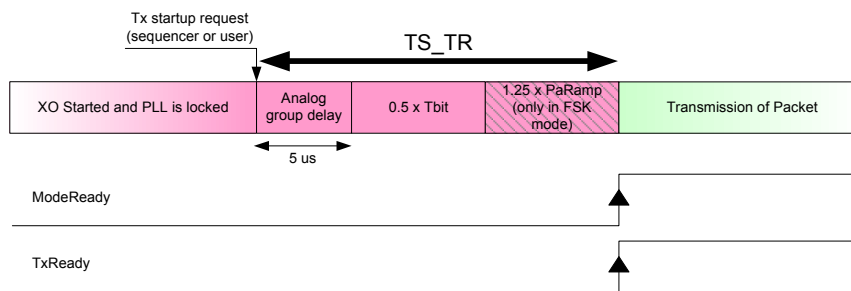 Tx startup request
(sequencer or user)
TS_TR
XO Started and PLL is locked
Analog
group delay
0.5 x Tbit
1.25 x PaRamp
(only in FSK
mode)
Transmission of Packet
5 us
ModeReady
TxReady